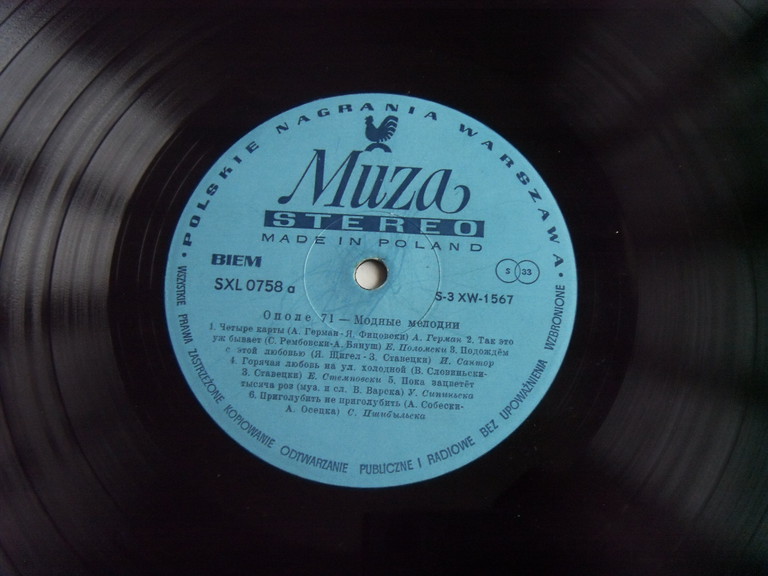 • POLSKIE NAGRANIA WARSZAWA •
Muza
STEREO
MADE IN POLAND
BIEM
S 33
SXL 0758 a
S-3 XW-1567
Ополе 71 — Модные мелодии
1. Четыре карты (А. Герман-Я. Фицовски) А. Герман 2. Так это
уж бывает (С. Рембовски-А. Бянуш) Е. Поломски 3. Подождём
с этой любовью (Я. Щигел-З. Ставецки) И. Сантор
4. Горячая любовь на ул. холодной (В. Словиньски-
З. Ставецки) Е. Стемповски 5. Пока зацветёт
тысяча роз (муз. и сл. В. Варска) У. Сипиньска
6. Приголубить не приголубить (А. Собески-
А. Осецка) С. Пшибыльска
WSZYSTKIE PRAWA ZASTRZEŻONE KOPIOWANIE ODTWARZANIE PUBLICZNE I RADIOWE BEZ UPOWAŻNIENIA WZBRONIONE